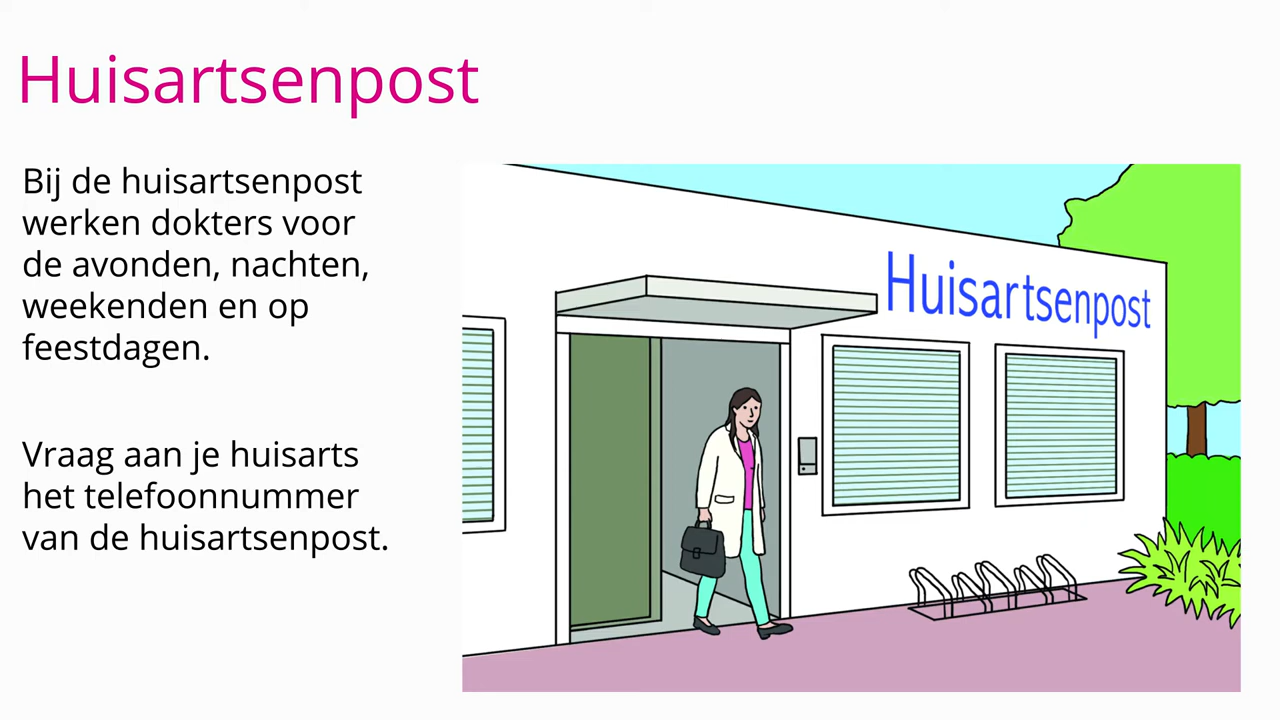 Huisartsenpost
Bij de huisartsenpost
werken dokters voor
de avonden, nachten,
weekenden en op
feestdagen.
Vraag aan je huisarts
het telefoonnummer
van de huisartsenpost.
Huisartsenpost